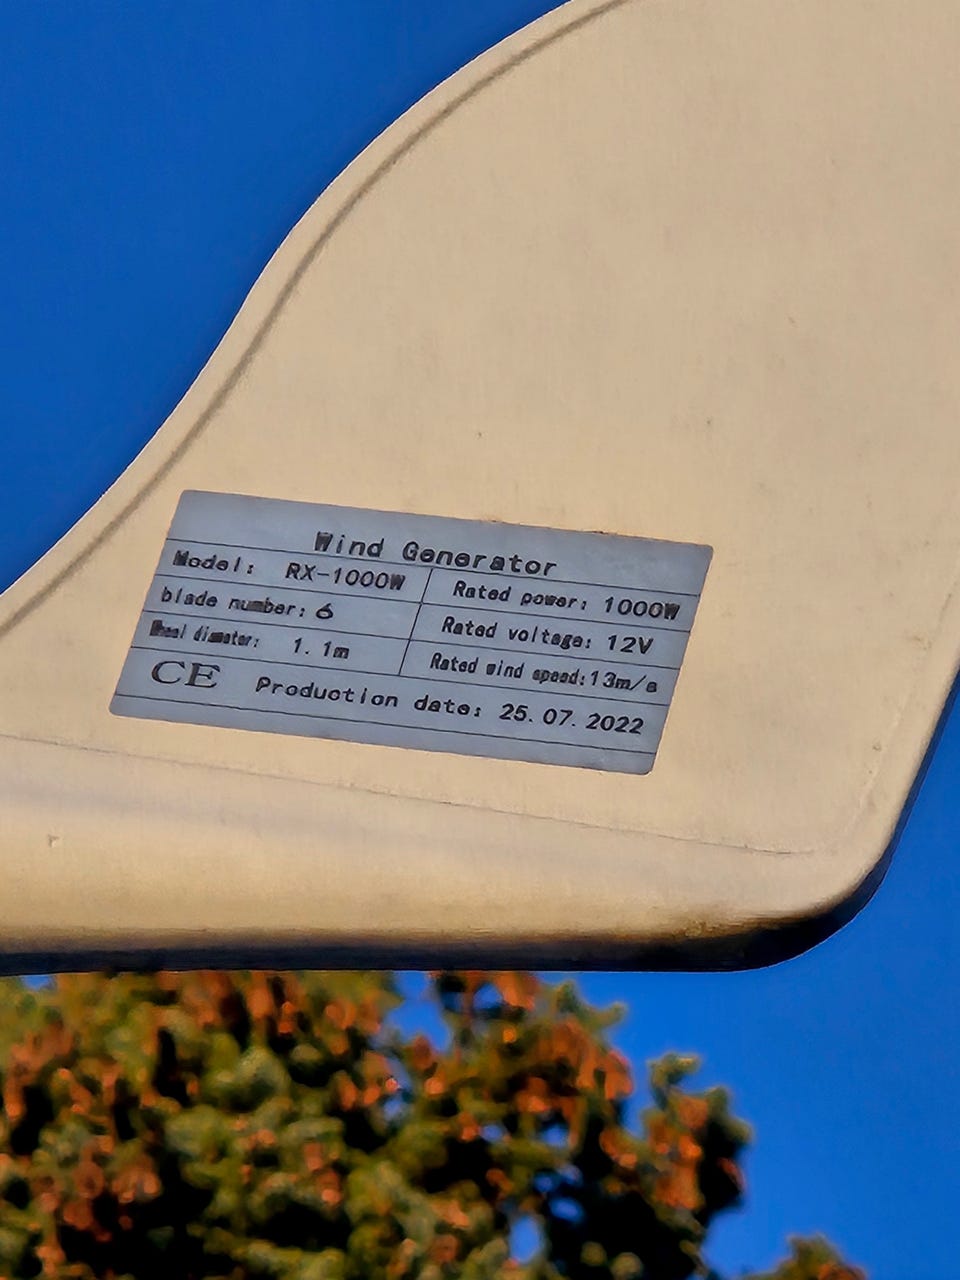 Wind Generator
Model: RX-1000W Rated power: 1000W
blade number: 6 Rated voltage: 12V
Wheel diameter: 1.1m Rated wind speed: 13m/s
CE Production date: 25.07.2022